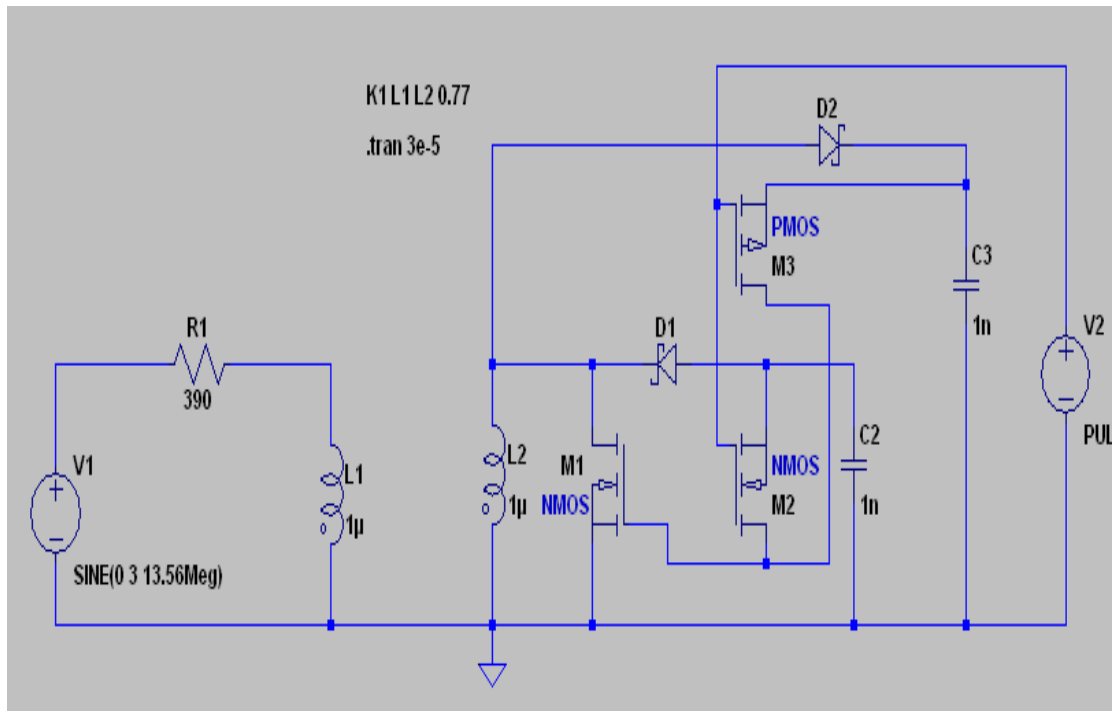 K1 L1 L2 0.77
.tran 3e-5
D2
PMOS
M3
C3
1n
V2
PUL
R1
390
D1
V1
L1
1µ
SINE(0 3 13.56Meg)
L2
1µ
M1
NMOS
NMOS
M2
C2
1n